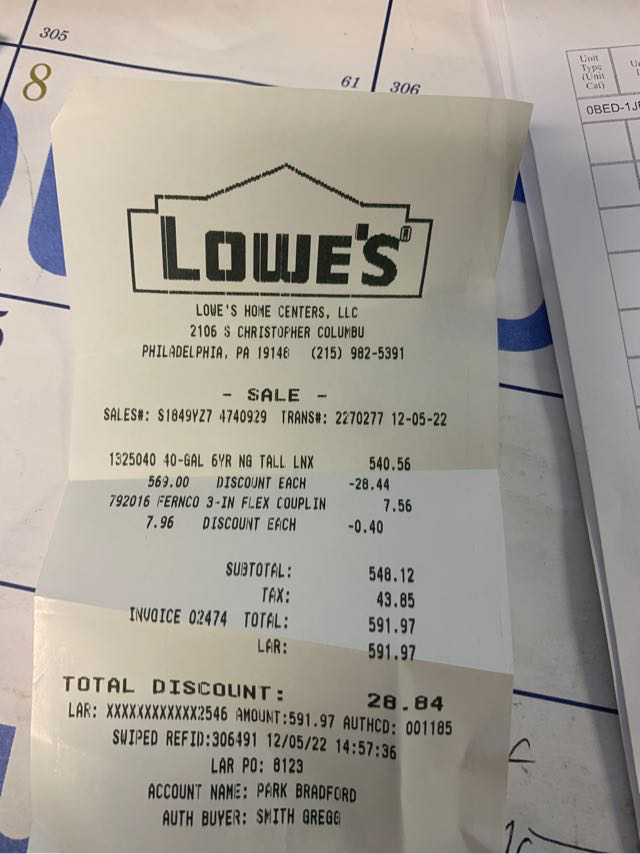 305
8
61
306
Unit
Type
(Unit
Cat)
LOWE'S®
LOWE'S HOME CENTERS, LLC
2106 S CHRISTOPHER COLUMBU
PHILADELPHIA, PA 19148 (215) 982-5391
- SALE -
SALES#: S1849YZ7 4740929 TRANS#: 2270277 12-05-22
1325040 40-GAL 6YR NG TALL LNX 540.56
569.00 DISCOUNT EACH -28.44
792016 FERNCO 3-IN FLEX COUPLIN 7.56
7.96 DISCOUNT EACH -0.40
SUBTOTAL: 548.12
TAX: 43.85
INVOICE 02474 TOTAL: 591.97
LAR: 591.97
TOTAL DISCOUNT: 28.84
LAR: XXXXXXXXXXXX2546 AMOUNT:591.97 AUTHCD: 001185
SWIPED REFID:306491 12/05/22 14:57:36
LAR PO: 8123
ACCOUNT NAME: PARK BRADFORD
AUTH BUYER: SMITH GREGG